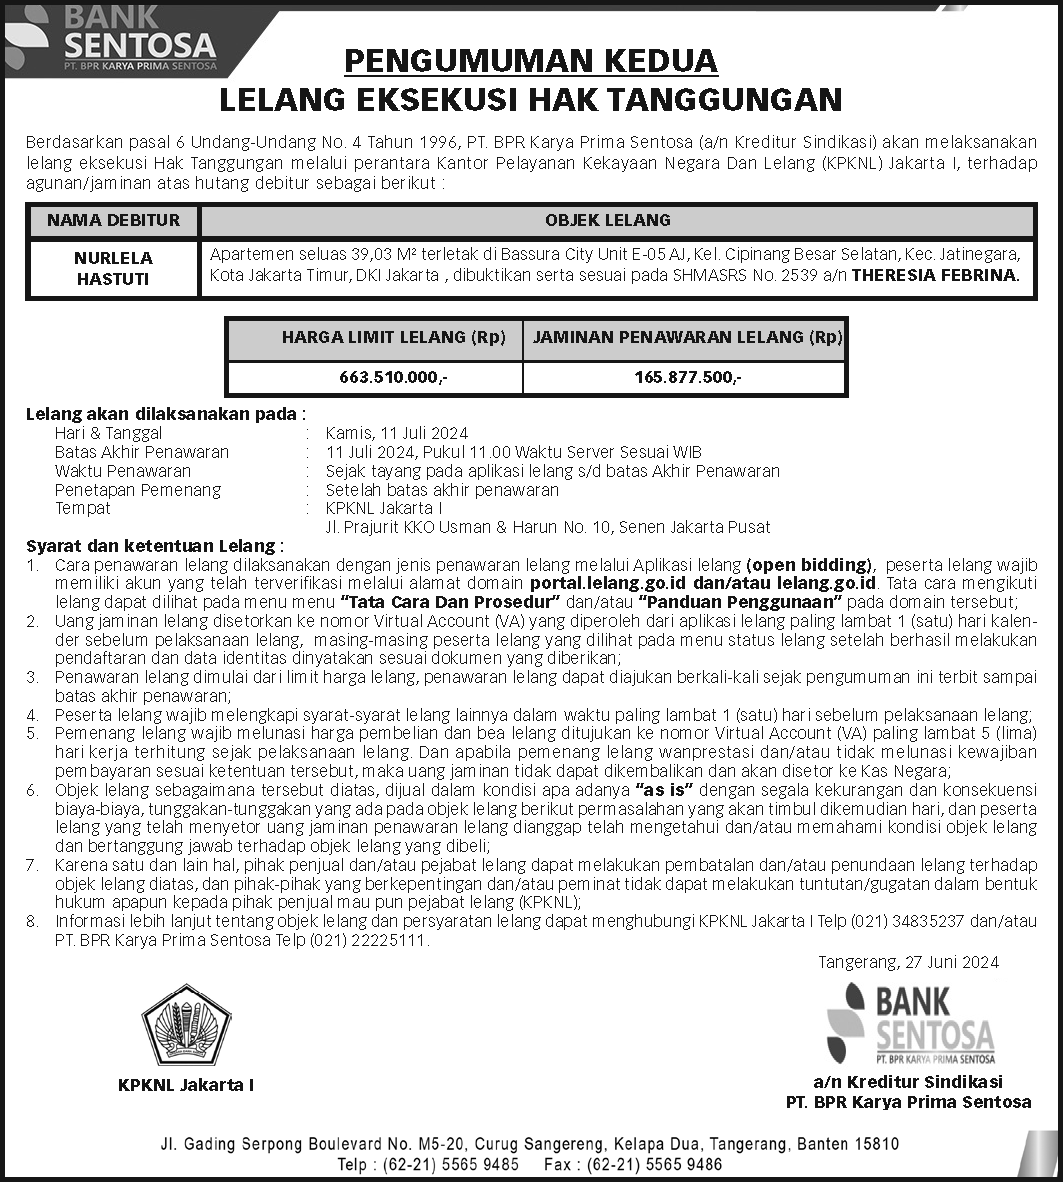 BANK
SENTOSA
PT. BPR KARYA PRIMA SENTOSA
PENGUMUMAN KEDUA
LELANG EKSEKUSI HAK TANGGUNGAN
Berdasarkan pasal 6 Undang-Undang No. 4 Tahun 1996, PT. BPR Karya Prima Sentosa (a/n Kreditur Sindikasi) akan melaksanakan
lelang eksekusi Hak Tanggungan melalui perantara Kantor Pelayanan Kekayaan Negara Dan Lelang (KPKNL) Jakarta I, terhadap
agunan/jaminan atas hutang debitur sebagai berikut :
NAMA DEBITUR OBJEK LELANG
NURLELA HASTUTI
Apartemen seluas 39,03 M² terletak di Bassura City Unit E-05 AJ, Kel. Cipinang Besar Selatan, Kec. Jatinegara,
Kota Jakarta Timur, DKI Jakarta , dibuktikan serta sesuai pada SHMASRS No. 2539 a/n THERESIA FEBRINA.
HARGA LIMIT LELANG (Rp) JAMINAN PENAWARAN LELANG (Rp)
663.510.000,- 165.877.500,-
Lelang akan dilaksanakan pada :
Hari & Tanggal : Kamis, 11 Juli 2024
Batas Akhir Penawaran : 11 Juli 2024, Pukul 11.00 Waktu Server Sesuai WIB
Waktu Penawaran : Sejak tayang pada aplikasi lelang s/d batas Akhir Penawaran
Penetapan Pemenang : Setelah batas akhir penawaran
Tempat : KPKNL Jakarta I
Jl. Prajurit KKO Usman & Harun No. 10, Senen Jakarta Pusat
Syarat dan ketentuan Lelang :
1. Cara penawaran lelang dilaksanakan dengan jenis penawaran lelang melalui Aplikasi lelang (open bidding), peserta lelang wajib
memiliki akun yang telah terverifikasi melalui alamat domain portal.lelang.go.id dan/atau lelang.go.id. Tata cara mengikuti
lelang dapat dilihat pada menu menu “Tata Cara Dan Prosedur” dan/atau “Panduan Penggunaan” pada domain tersebut;
2. Uang jaminan lelang disetorkan ke nomor Virtual Account (VA) yang diperoleh dari aplikasi lelang paling lambat 1 (satu) hari kalen-
der sebelum pelaksanaan lelang, masing-masing peserta lelang yang dilihat pada menu status lelang setelah berhasil melakukan
pendaftaran dan data identitas dinyatakan sesuai dokumen yang diberikan;
3. Penawaran lelang dimulai dari limit harga lelang, penawaran lelang dapat diajukan berkali-kali sejak pengumuman ini terbit sampai
batas akhir penawaran;
4. Peserta lelang wajib melengkapi syarat-syarat lelang lainnya dalam waktu paling lambat 1 (satu) hari sebelum pelaksanaan lelang;
5. Pemenang lelang wajib melunasi harga pembelian dan bea lelang ditujukan ke nomor Virtual Account (VA) paling lambat 5 (lima)
hari kerja terhitung sejak pelaksanaan lelang. Dan apabila pemenang lelang wanprestasi dan/atau tidak melunasi kewajiban
pembayaran sesuai ketentuan tersebut, maka uang jaminan tidak dapat dikembalikan dan akan disetor ke Kas Negara;
6. Objek lelang sebagaimana tersebut diatas, dijual dalam kondisi apa adanya “as is” dengan segala kekurangan dan konsekuensi
biaya-biaya, tunggakan-tunggakan yang ada pada objek lelang berikut permasalahan yang akan timbul dikemudian hari, dan peserta
lelang yang telah menyetor uang jaminan penawaran lelang dianggap telah mengetahui dan/atau memahami kondisi objek lelang
dan bertanggung jawab terhadap objek lelang yang dibeli;
7. Karena satu dan lain hal, pihak penjual dan/atau pejabat lelang dapat melakukan pembatalan dan/atau penundaan lelang terhadap
objek lelang diatas, dan pihak-pihak yang berkepentingan dan/atau peminat tidak dapat melakukan tuntutan/gugatan dalam bentuk
hukum apapun kepada pihak penjual mau pun pejabat lelang (KPKNL);
8. Informasi lebih lanjut tentang objek lelang dan persyaratan lelang dapat menghubungi KPKNL Jakarta I Telp (021) 34835237 dan/atau
PT. BPR Karya Prima Sentosa Telp (021) 22225111.
Tangerang, 27 Juni 2024
BANK
SENTOSA
PT. BPR KARYA PRIMA SENTOSA
KPKNL Jakarta I
a/n Kreditur Sindikasi
PT. BPR Karya Prima Sentosa
Jl. Gading Serpong Boulevard No. M5-20, Curug Sangereng, Kelapa Dua, Tangerang, Banten 15810
Telp : (62-21) 5565 9485 Fax : (62-21) 5565 9486